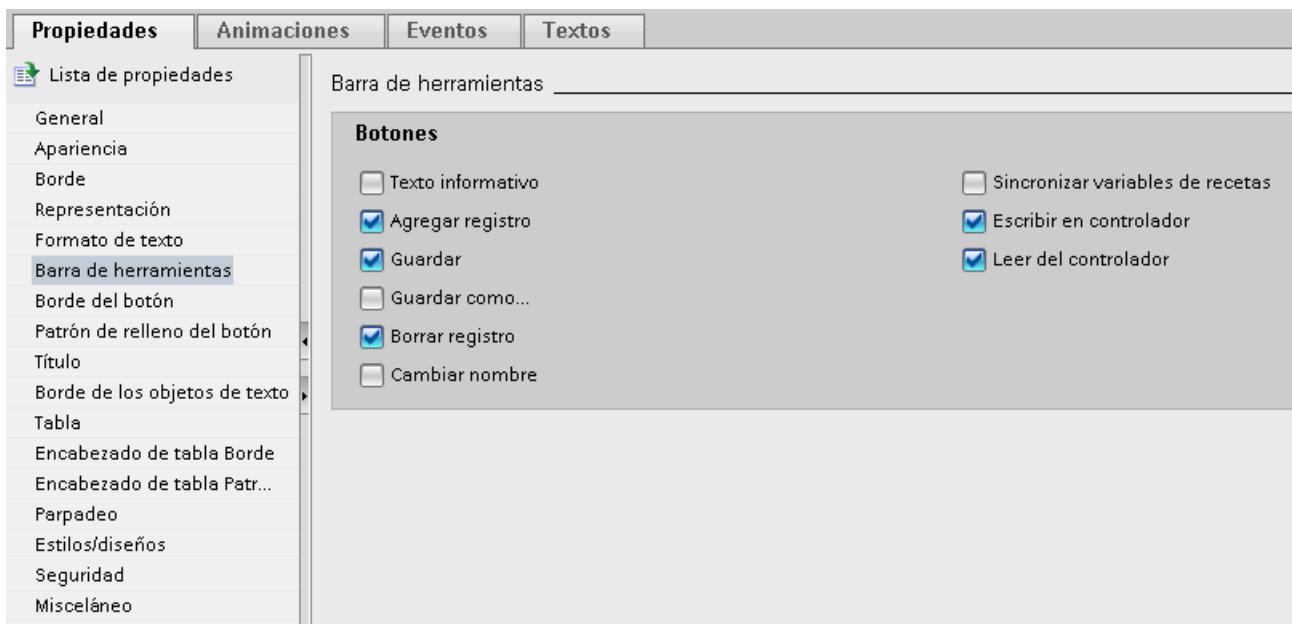 Propiedades
Animaciones
Eventos
Textos
Lista de propiedades
General
Apariencia
Borde
Representación
Formato de texto
Barra de herramientas
Borde del botón
Patrón de relleno del botón
Título
Borde de los objetos de texto
Tabla
Encabezado de tabla Borde
Encabezado de tabla Patr...
Parpadeo
Estilos/diseños
Seguridad
Misceláneo
Barra de herramientas
Botones
Texto informativo
Agregar registro
Guardar
Guardar como...
Borrar registro
Cambiar nombre
Sincronizar variables de recetas
Escribir en controlador
Leer del controlador